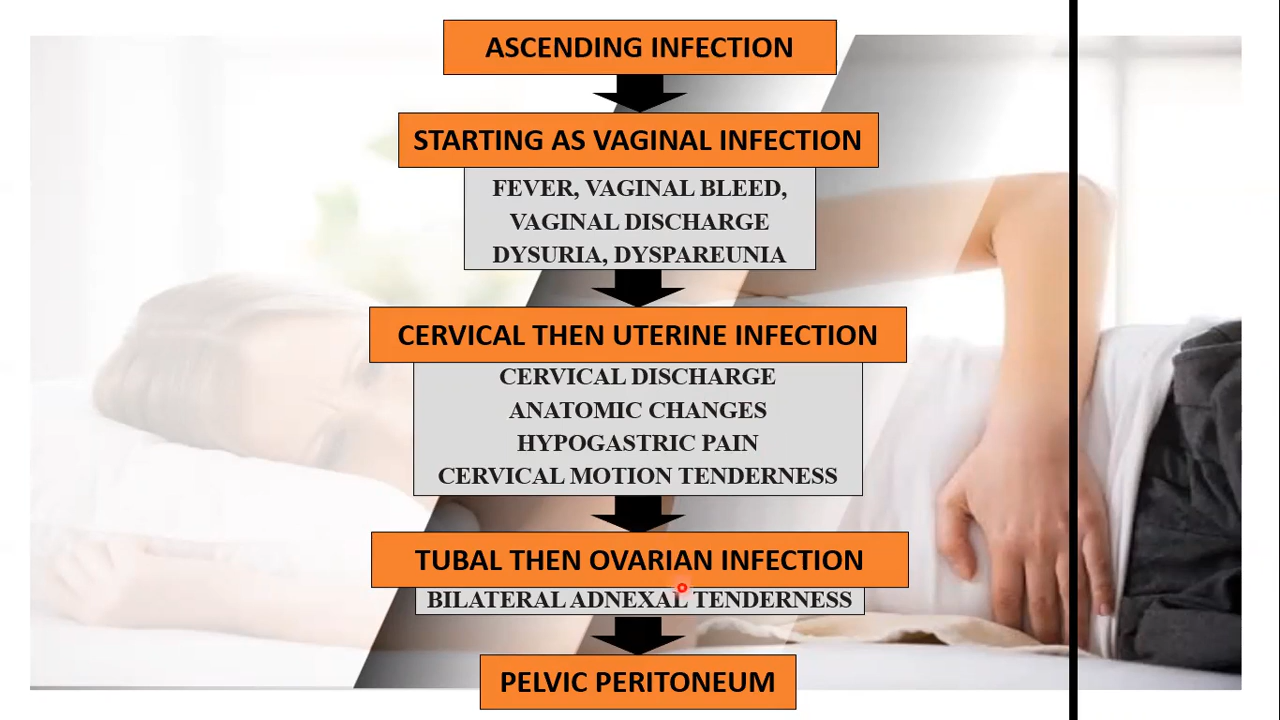 ASCENDING INFECTION
STARTING AS VAGINAL INFECTION
FEVER, VAGINAL BLEED,
VAGINAL DISCHARGE
DYSURIA, DYSPAREUNIA
CERVICAL THEN UTERINE INFECTION
CERVICAL DISCHARGE
ANATOMIC CHANGES
HYPOGASTRIC PAIN
CERVICAL MOTION TENDERNESS
TUBAL THEN OVARIAN INFECTION
BILATERAL ADNEXAL TENDERNESS
PELVIC PERITONEUM